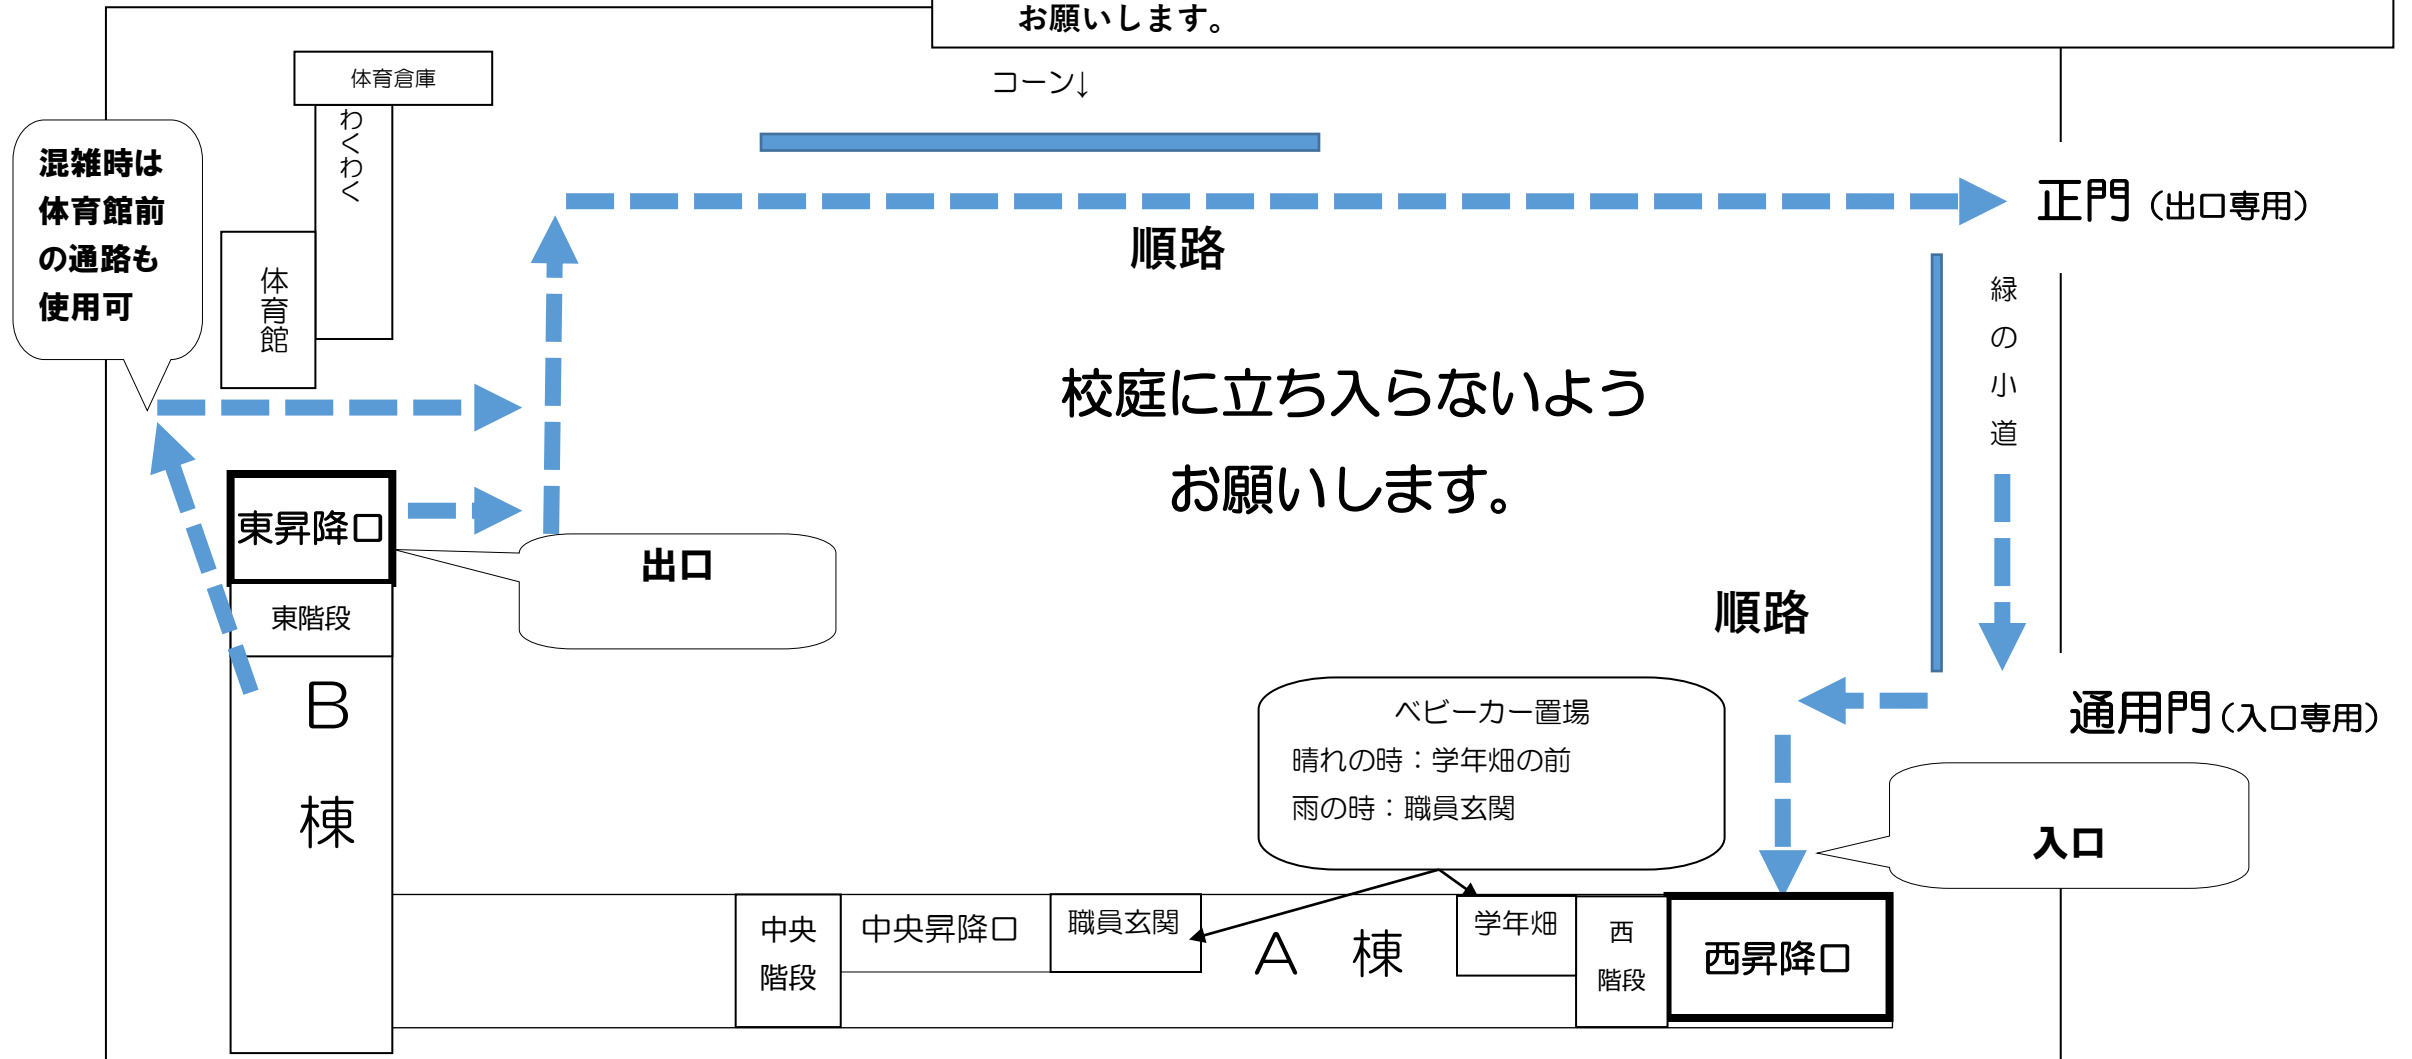 お願いします。
体育倉庫
コーン↓
わくわく
混雑時は
体育館前
の通路も
使用可
正門（出口専用）
順路
体育館
緑の小道
校庭に立ち入らないよう
お願いします。
東昇降口
出口
東階段
順路
B棟
ベビーカー置場
晴れの時：学年畑の前
雨の時：職員玄関
通用門（入口専用）
入口
中央
階段
中央昇降口
職員玄関
A　棟
学年畑
西
階段
西昇降口